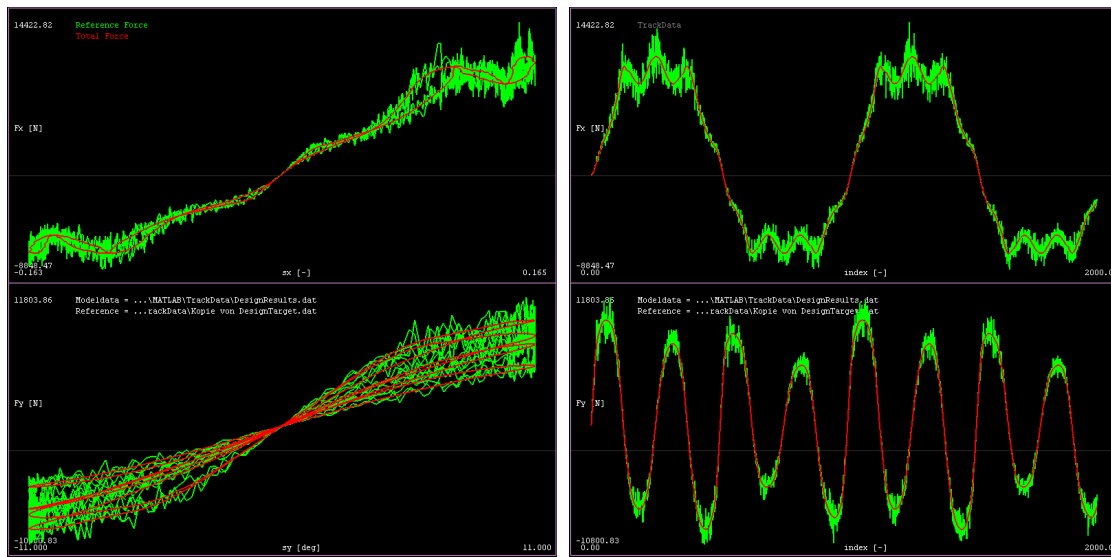 14422.82
Reference Force
Total Force
Fx [N]
-8848.47
-0.163
sx [-]
0.165
14422.82
TrackData
Fx [N]
-8848.47
0.00
index [-]
2000.0
11803.86
Modeldata = ...\MATLAB\TrackData\DesignResults.dat
Reference = ...rackData\Kopie von DesignTarget.dat
Fy [N]
-11.000
sy [deg]
11.000
Modeldata = ...\MATLAB\TrackData\DesignResults.dat
Reference = ...rackData\Kopie von DesignTarget.dat
Fy [N]
-10800.83
0.00
index [-]
2000.0